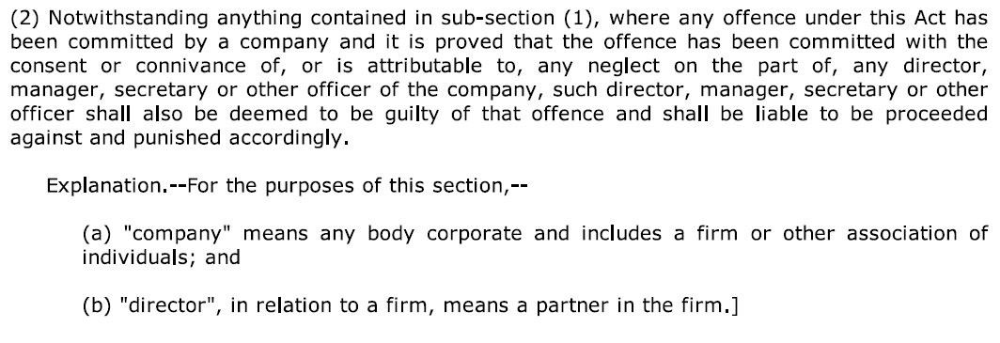 (2) Notwithstanding anything contained in sub-section (1), where any offence under this Act has
been committed by a company and it is proved that the offence has been committed with the
consent or connivance of, or is attributable to, any neglect on the part of, any director,
manager, secretary or other officer of the company, such director, manager, secretary or other
officer shall also be deemed to be guilty of that offence and shall be liable to be proceeded
against and punished accordingly.
Explanation.--For the purposes of this section,--
(a) "company" means any body corporate and includes a firm or other association of
individuals; and
(b) "director", in relation to a firm, means a partner in the firm.]